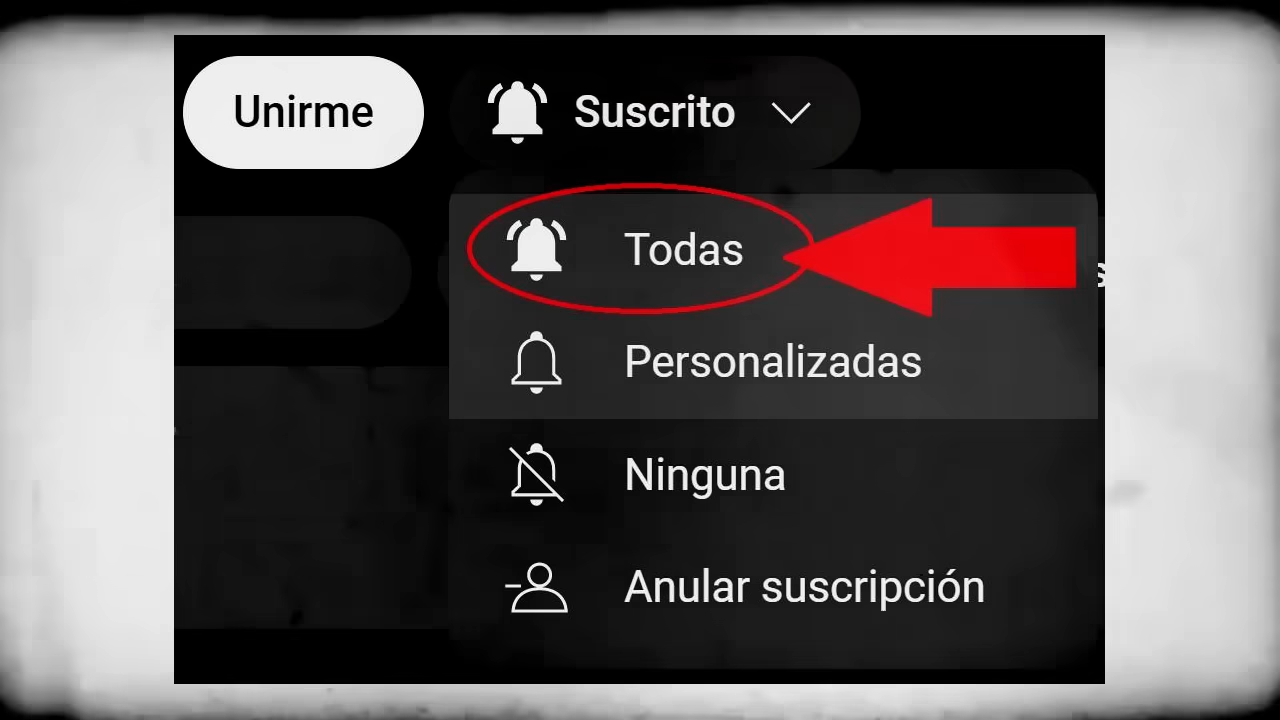 Unirme
Suscrito
Todas
Personalizadas
Ninguna
Anular suscripción